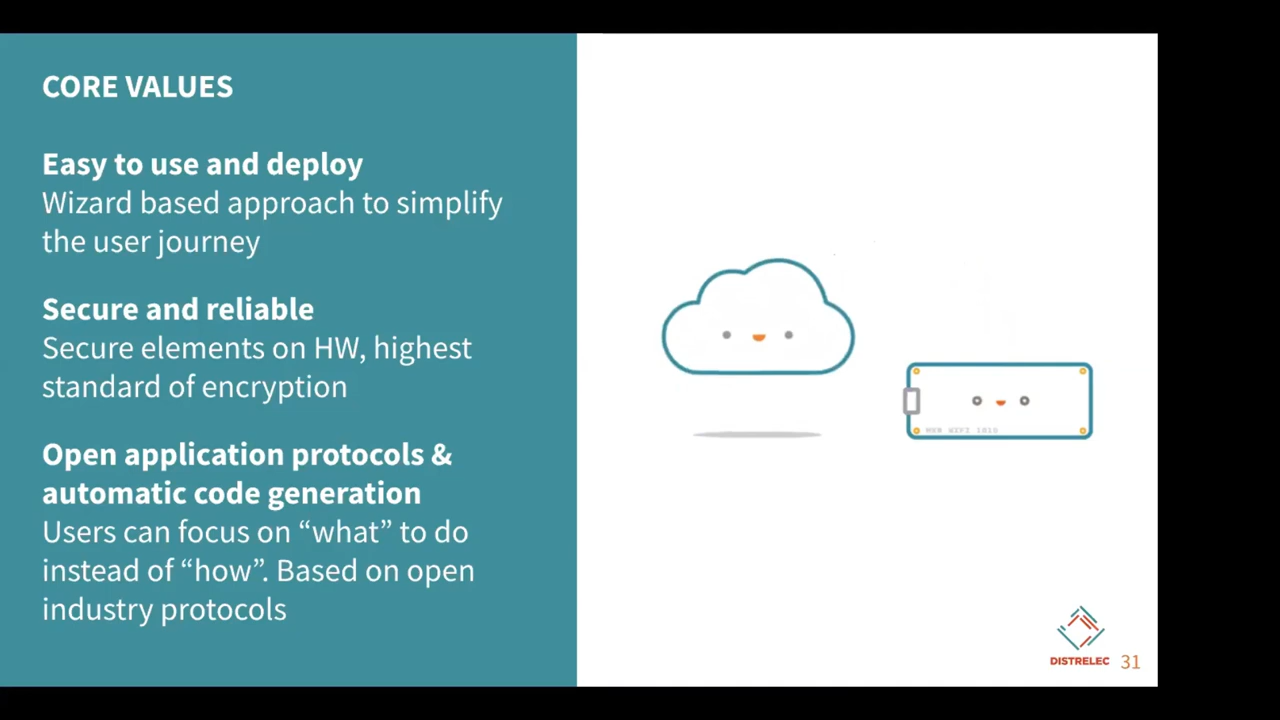 CORE VALUES
Easy to use and deploy
Wizard based approach to simplify
the user journey
Secure and reliable
Secure elements on HW, highest
standard of encryption
Open application protocols &
automatic code generation
Users can focus on “what” to do
instead of “how”. Based on open
industry protocols
DISTRELEC 31